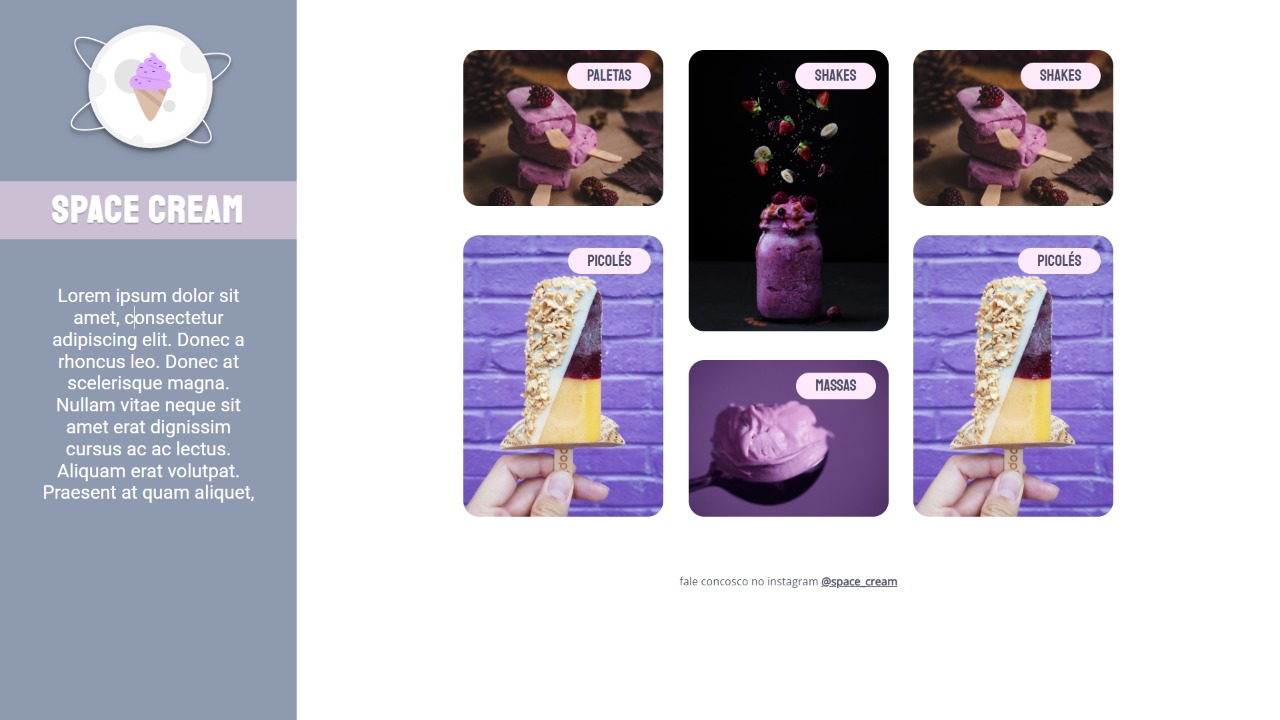 SPACE CREAM
Lorem ipsum dolor sit
amet, consectetur
adipiscing elit. Donec a
rhoncus leo. Donec at
scelerisque magna.
Nullam vitae neque sit
amet erat dignissim
cursus ac ac lectus.
Aliquam erat volutpat.
Praesent at quam aliquet,
PALETAS
SHAKES
SHAKES
PICOLÉS
PICOLÉS
MASSAS
fale concosco no instagram @space_cream